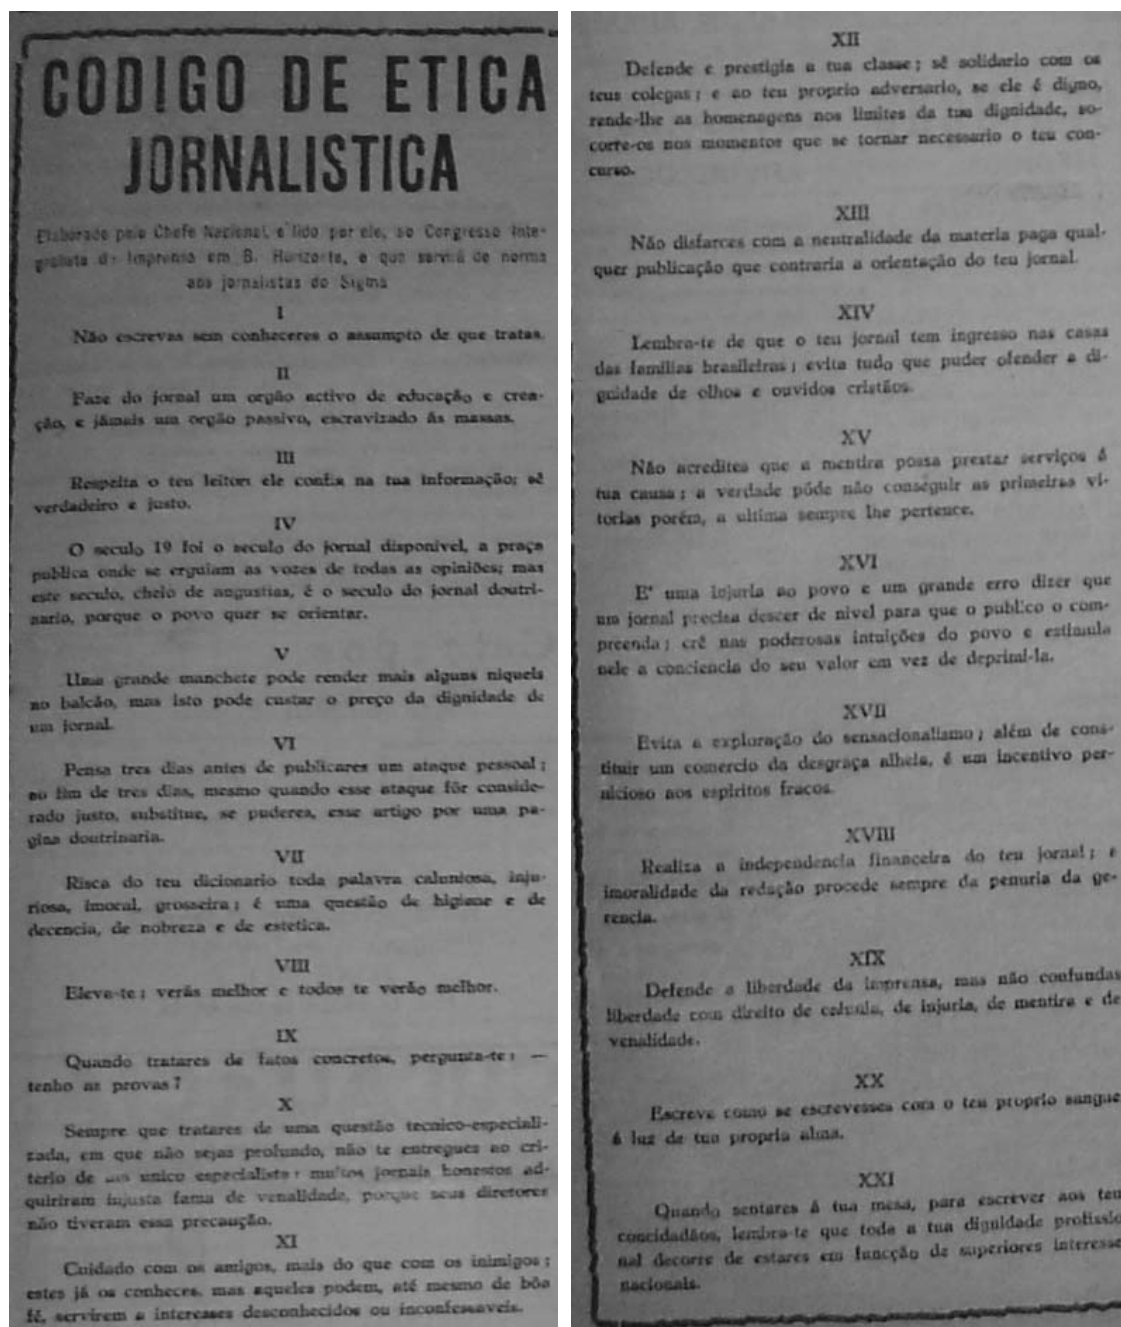 CODIGO DE ETICA
JORNALISTICA
Elaborado pelo Chefe Nacional, e lido por ele, ao Congresso Inte-
gralista de Imprensa em B. Horizonte, e que servirá de norma
aos jornalistas do Sigma
I
Não escrevas sem conheceres o assumpto de que tratas.
II
Faze do jornal um orgão activo de educação e crea-
ção, e jámais um orgão passivo, escravizado ás massas.
III
Respeita o teu leitor: ele confia na tua informação; sê
verdadeiro e justo.
IV
O seculo 19 foi o seculo do jornal disponivel, a praça
publica onde se erguiam as vozes de todas as opiniões; mas
este seculo, cheio de angustias, é o seculo do jornal doutri-
nario, porque o povo quer se orientar.
V
Uma grande manchete pode render mais alguns niqueis
no balcão, mas isto pode custar o preço da dignidade de
um jornal.
VI
Pensa tres dias antes de publicares um ataque pessoal;
ao fim de tres dias, mesmo quando esse ataque fôr conside-
rado justo, substitue, se puderes, esse artigo por uma pa-
gina doutrinaria.
VII
Risca do teu dicionario toda palavra caluniosa, inju-
riosa, imoral, grosseira; é uma questão de higiene e de
decencia, de nobreza e de estetica.
VIII
Eleva-te; verás melhor e todos te verão melhor.
IX
Quando tratares de fatos concretos, pergunta-te: —
tenho as provas?
X
Sempre que tratares de uma questão tecnico-especiali-
zada, em que não sejas profundo, não te entregues ao cri-
terio de um unico especialista: muitos jornais honestos ad-
quiriram injusta fama de venalidade, porque seus diretores
não tiveram essa precaução.
XI
Cuidado com os amigos, mais do que com os inimigos;
estes já os conheces, mas aqueles podem, até mesmo de bôa
fé, servirem a interesses desconhecidos ou inconfessaveis.
XII
Defende e prestigia a tua classe; sê solidario com os
teus colegas; e ao teu proprio adversario, se ele é digno,
rende-lhe as homenagens nos limites da tua dignidade, so-
corre-os nos momentos que se tornar necessario o teu con-
curso.
XIII
Não disfarces com a neutralidade da materia paga qual-
quer publicação que contraria a orientação do teu jornal.
XIV
Lembra-te de que o teu jornal tem ingresso nas casas
das familias brasileiras; evita tudo que puder ofender a di-
gnidade de olhos e ouvidos cristãos.
XV
Não acredites que a mentira possa prestar serviços á
tua causa; a verdade póde não conseguir as primeiras vi-
torias porém, a ultima sempre lhe pertence.
XVI
E' uma injuria ao povo e um grande erro dizer que
um jornal precisa descer de nivel para que o publico o com-
preenda; crê nas poderosas intuições do povo e estimula
nele a conciencia do seu valor em vez de deprimi-la.
XVII
Evita a exploração do sensacionalismo; além de cons-
tituir um comercio da desgraça alheia, é um incentivo per-
nicioso aos espiritos fracos.
XVIII
Realiza a independencia financeira do teu jornal; e
imoralidade da redação procede sempre da penuria da ge-
rencia.
XIX
Defende a liberdade da imprensa, mas não confundas
liberdade com direito de calunia, de injuria, de mentira e de
venalidade.
XX
Escreve como se escrevesses com o teu proprio sangue
á luz de tua propria alma.
XXI
Quando sentares á tua mesa, para escrever aos teu
concidadãos, lembra-te que toda a tua dignidade profissio
nal decorre de estares em funcção de superiores interesse
nacionais.